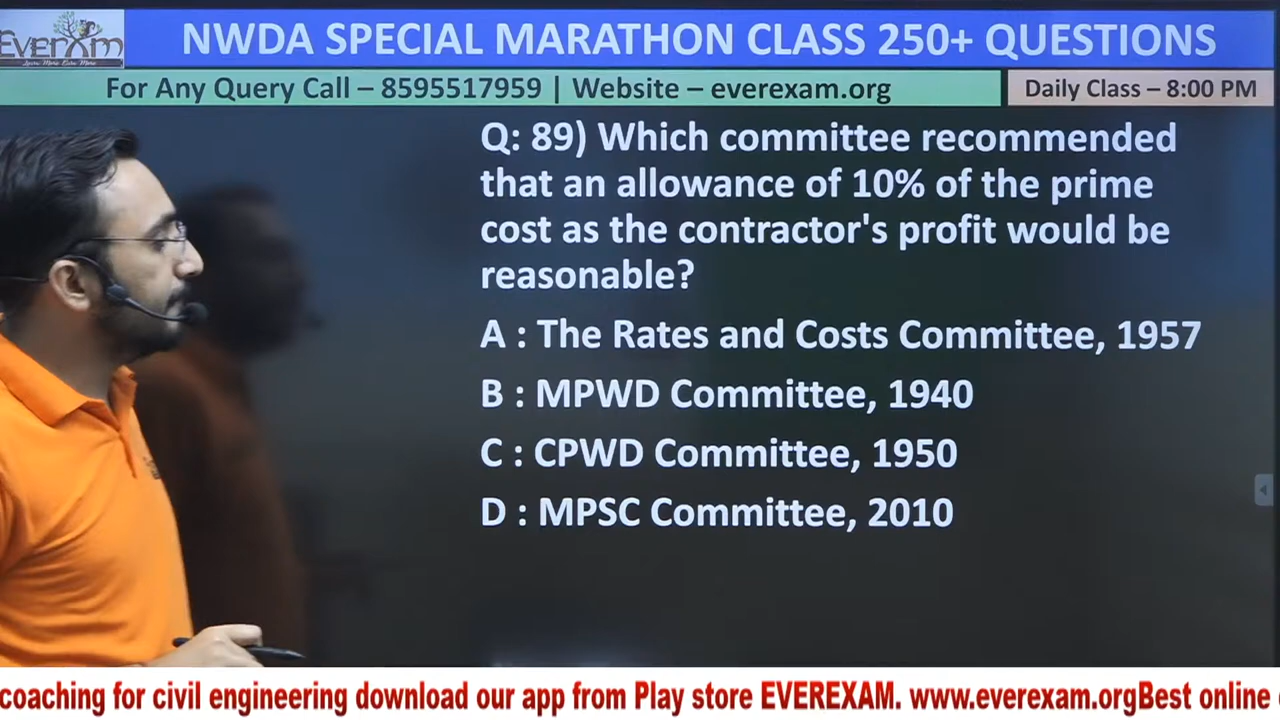 EverExam
NWDA SPECIAL MARATHON CLASS 250+ QUESTIONS
For Any Query Call – 8595517959 | Website – everexam.org
Daily Class – 8:00 PM
Q: 89) Which committee recommended
that an allowance of 10% of the prime
cost as the contractor's profit would be
reasonable?
A : The Rates and Costs Committee, 1957
B : MPWD Committee, 1940
C : CPWD Committee, 1950
D : MPSC Committee, 2010
coaching for civil engineering download our app from Play store EVEREXAM. www.everexam.orgBest online